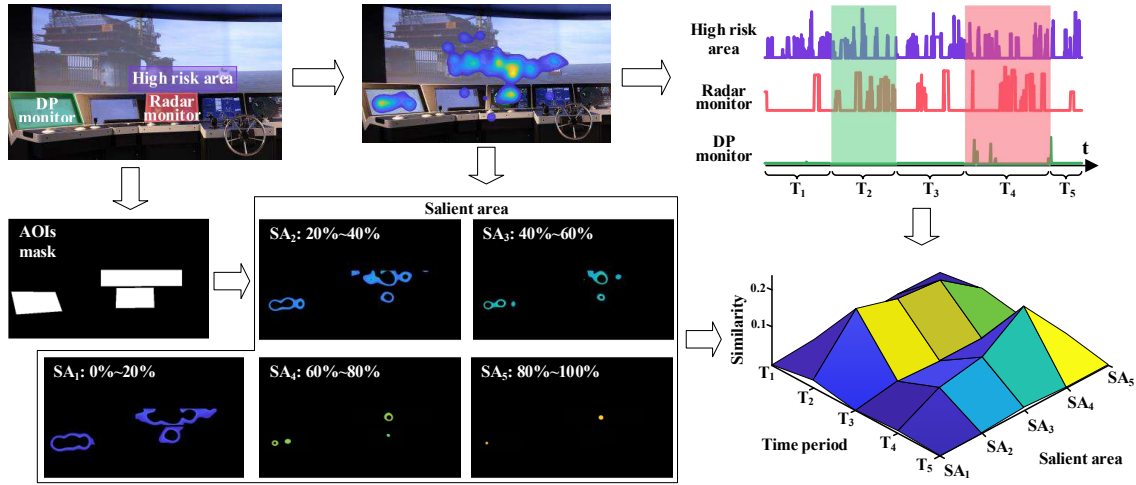 High risk area
DP
monitor
Radar
monitor
High risk
area
Radar
monitor
DP
monitor
t
T1
T2
T3
T4
T5
AOIs
mask
Salient area
SA2: 20%~40%
SA3: 40%~60%
SA1: 0%~20%
SA4: 60%~80%
SA5: 80%~100%
Similarity
0.2
0.1
T1
T2
T3
T4
T5
Time period
SA1
SA2
SA3
SA4
SA5
Salient area